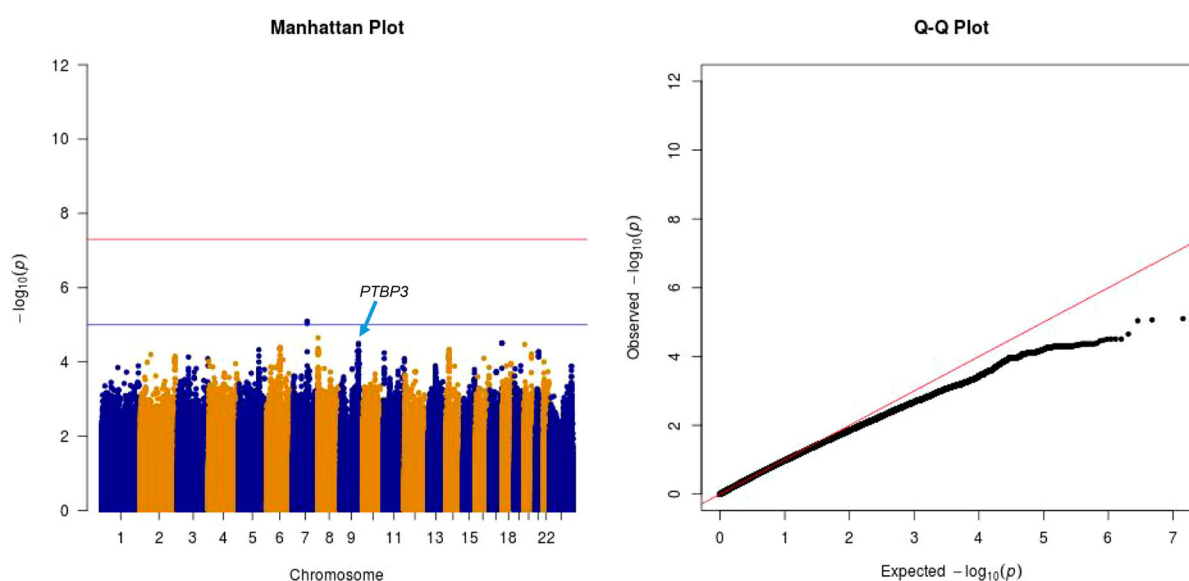 Manhattan Plot
12
10
8
6
4
2
0
− log10(p)
PTBP3
1 2 3 4 5 6 7 8 9 11 13 15 18 22
Chromosome
Q-Q Plot
12
10
8
6
4
2
0
Observed − log10(p)
0 1 2 3 4 5 6 7
Expected − log10(p)